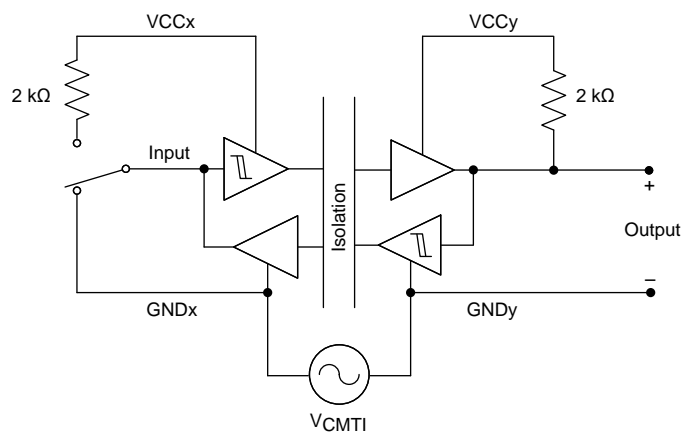 VCCx
VCCy
2 kΩ
2 kΩ
Input
Isolation
+
Output
–
GNDx
GNDy
VCMTI